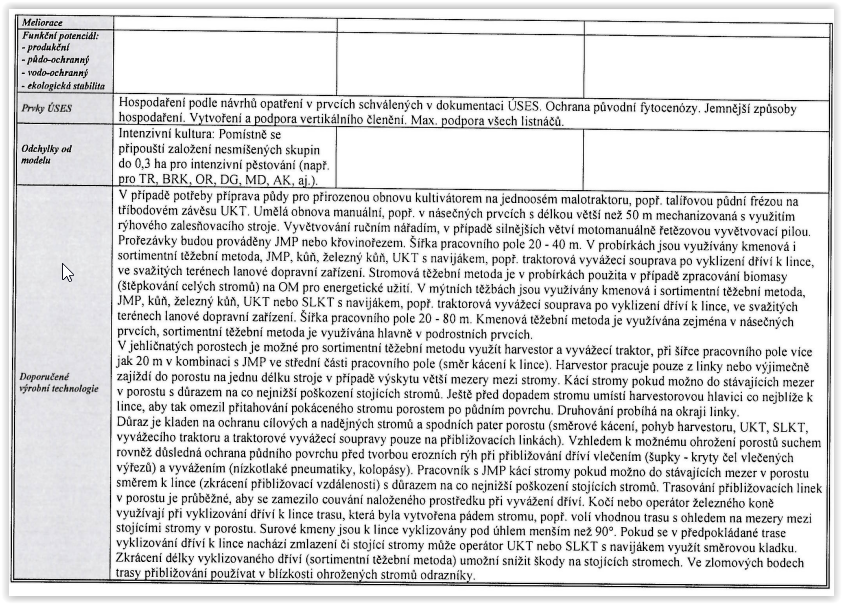 Meliorace
Funkční potenciál:
- produkční
- půdo-ochranný
- vodo-ochranný
- ekologická stabilita
Prvky ÚSES
Hospodaření podle návrhů opatření v prvcích schválených v dokumentaci ÚSES. Ochrana původní fytocenózy. Jemnější způsoby
hospodaření. Vytvoření a podpora vertikálního členění. Max. podpora všech listnáčů.
Odchylky od
modelu
Intenzivní kultura: Pomístně se
připouští založení nesmíšených skupin
do 0,3 ha pro intenzivní pěstování (např.
pro TR, BRK, OR, DG, MD, AK, aj.).
Doporučené
výrobní technologie
V případě potřeby příprava půdy pro přirozenou obnovu kultivátorem na jednoosém malotraktoru, popř. talířovou půdní frézou na
tříbodovém závěsu UKT. Umělá obnova manuální, popř. v násečných prvcích s délkou větší než 50 m mechanizovaná s využitím
rýhového zalesňovacího stroje. Vyvětvování ručním nářadím, v případě silnějších větví motomanuálně řetězovou vyvětvovací pilou.
Prořezávky budou prováděny JMP nebo křovinořezem. Šířka pracovního pole 20 - 40 m. V probírkách jsou využívány kmenová i
sortimentní těžební metoda, JMP, kůň, železný kůň, UKT s navijákem, popř. traktorová vyvážecí souprava po vyklizení dříví k lince,
ve svažitých terénech lanové dopravní zařízení. Stromová těžební metoda je v probírkách použita v případě zpracování biomasy
(štěpkování celých stromů) na OM pro energetické užití. V mýtních těžbách jsou využívány kmenová i sortimentní těžební metoda,
JMP, kůň, železný kůň, UKT nebo SLKT s navijákem, popř. traktorová vyvážecí souprava po vyklizení dříví k lince, ve svažitých
terénech lanové dopravní zařízení. Šířka pracovního pole 20 - 80 m. Kmenová těžební metoda je využívána zejména v násečných
prvcích, sortimentní těžební metoda je využívána hlavně v podrostních prvcích.
V jehličnatých porostech je možné pro sortimentní těžební metodu využít harvestor a vyvážecí traktor, při šířce pracovního pole více
jak 20 m v kombinaci s JMP ve střední části pracovního pole (směr kácení k lince). Harvestor pracuje pouze z linky nebo výjimečně
zajíždí do porostu na jednu délku stroje v případě výskytu větší mezery mezi stromy. Kácí stromy pokud možno do stávajících mezer
v porostu s důrazem na co nejnižší poškození stojících stromů. Ještě před dopadem stromu umístí harvestorovou hlavici co nejblíže k
lince, aby tak omezil přitahování pokáceného stromu porostem po půdním povrchu. Druhování probíhá na okraji linky.
Důraz je kladen na ochranu cílových a nadějných stromů a spodních pater porostu (směrové kácení, pohyb harvestoru, UKT, SLKT,
vyvážecího traktoru a traktorové vyvážecí soupravy pouze na přibližovacích linkách). Vzhledem k možnému ohrožení porostů suchem
rovněž důsledná ochrana půdního povrchu před tvorbou erozních rýh při přibližování dříví vlečením (šupky - kryty čel vlečených
výřezů) a vyvážením (nízkotlaké pneumatiky, kolopásy). Pracovník s JMP kácí stromy pokud možno do stávajících mezer v porostu
směrem k lince (zkrácení přibližovací vzdálenosti) s důrazem na co nejnižší poškození stojících stromů. Trasování přibližovacích linek
v porostu je průběžné, aby se zamezilo couvání naloženého prostředku při vyvážení dříví. Kočí nebo operátor železného koně
využívají při vyklizování dříví k lince trasu, která byla vytvořena pádem stromu, popř. volí vhodnou trasu s ohledem na mezery mezi
stojícími stromy v porostu. Surové kmeny jsou k lince vyklizovány pod úhlem menším než 90°. Pokud se v předpokládané trase
vyklizování dříví k lince nachází zmlazení či stojící stromy může operátor UKT nebo SLKT s navijákem využít směrovou kladku.
Zkrácení délky vyklizovaného dříví (sortimentní těžební metoda) umožní snížit škody na stojících stromech. Ve zlomových bodech
trasy přibližování používat v blízkosti ohrožených stromů odrazníky.